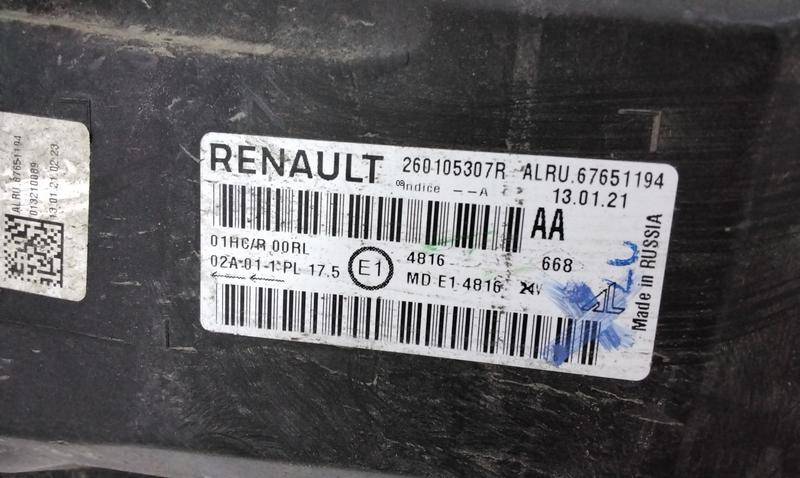 ALRU.67651194
013210089
13.01.21 02:23
RENAULT 260105307R ALRU.67651194
Indice --A 13.01.21
AA
01HC/R 00RL 4816 668
02A-01-1 PL 17.5 E1 MD E1 4816
Made in RUSSIA